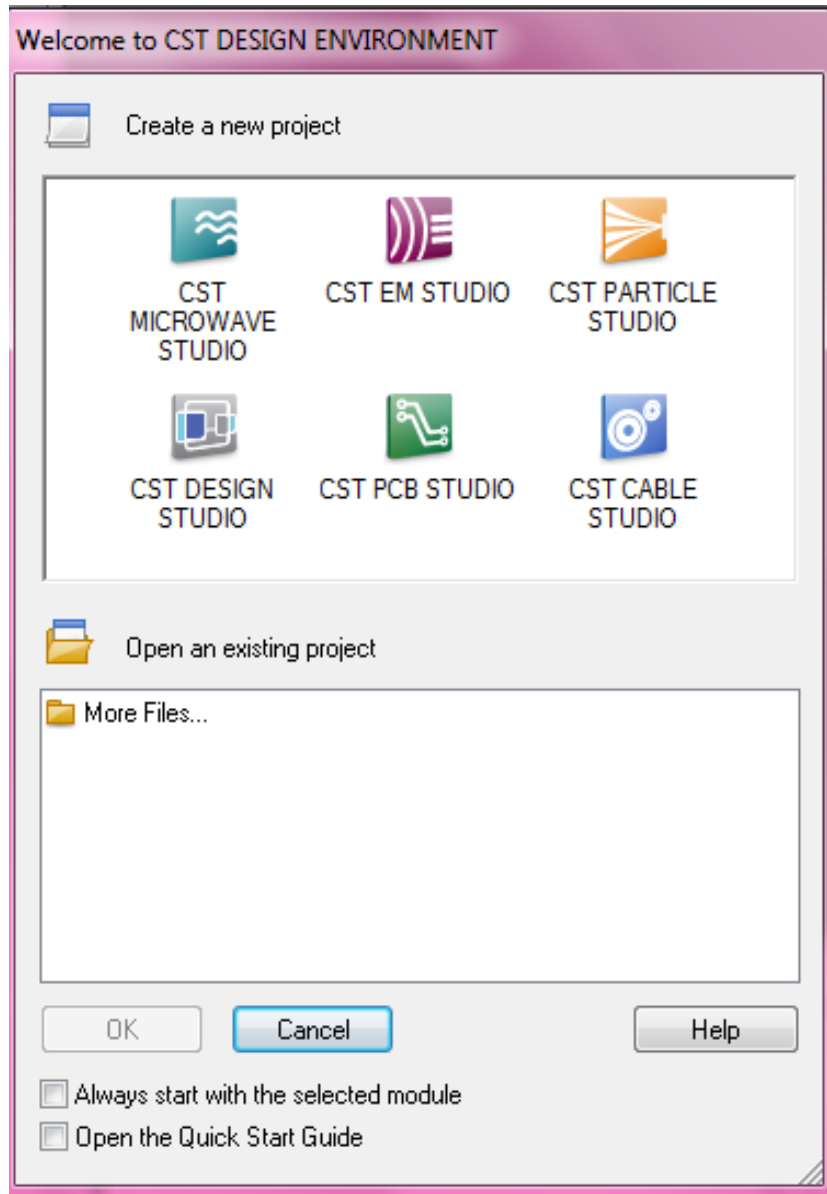 Welcome to CST DESIGN ENVIRONMENT
Create a new project
CST
MICROWAVE
STUDIO
CST EM STUDIO
CST PARTICLE
STUDIO
CST DESIGN
STUDIO
CST PCB STUDIO
CST CABLE
STUDIO
Open an existing project
More Files...
OK
Cancel
Help
Always start with the selected module
Open the Quick Start Guide